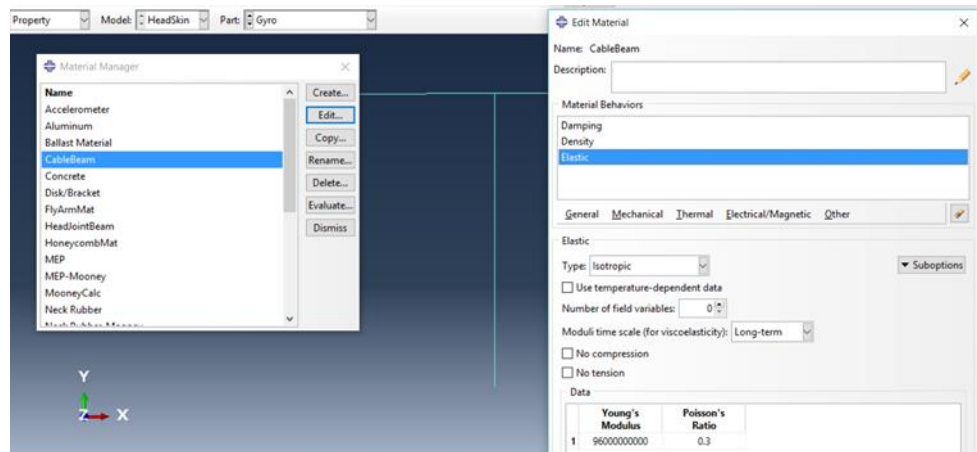 Property Model: HeadSkin Part: Gyro
Material Manager
Name
Accelerometer
Aluminum
Ballast Material
CableBeam
Concrete
Disk/Bracket
FlyArmMat
HeadJointBeam
HoneycombMat
MEP
MEP-Mooney
MooneyCalc
Neck Rubber
Neck Rubber Mooney
Create...
Edit...
Copy...
Rename...
Delete...
Evaluate...
Dismiss
Y
Z X
Edit Material
Name: CableBeam
Description:
Material Behaviors
Damping
Density
Elastic
General Mechanical Thermal Electrical/Magnetic Other
Elastic
Type: Isotropic
Suboptions
Use temperature-dependent data
Number of field variables: 0
Moduli time scale (for viscoelasticity): Long-term
No compression
No tension
Data
Young's Poisson's
Modulus Ratio
1 96000000000 0.3